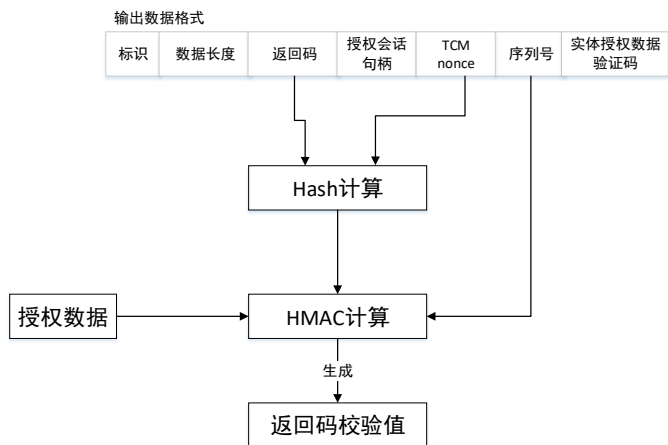 输出数据格式
标识 数据长度 返回码 授权会话句柄 TCM nonce 序列号 实体授权数据验证码
Hash计算
授权数据 HMAC计算
生成
返回码校验值